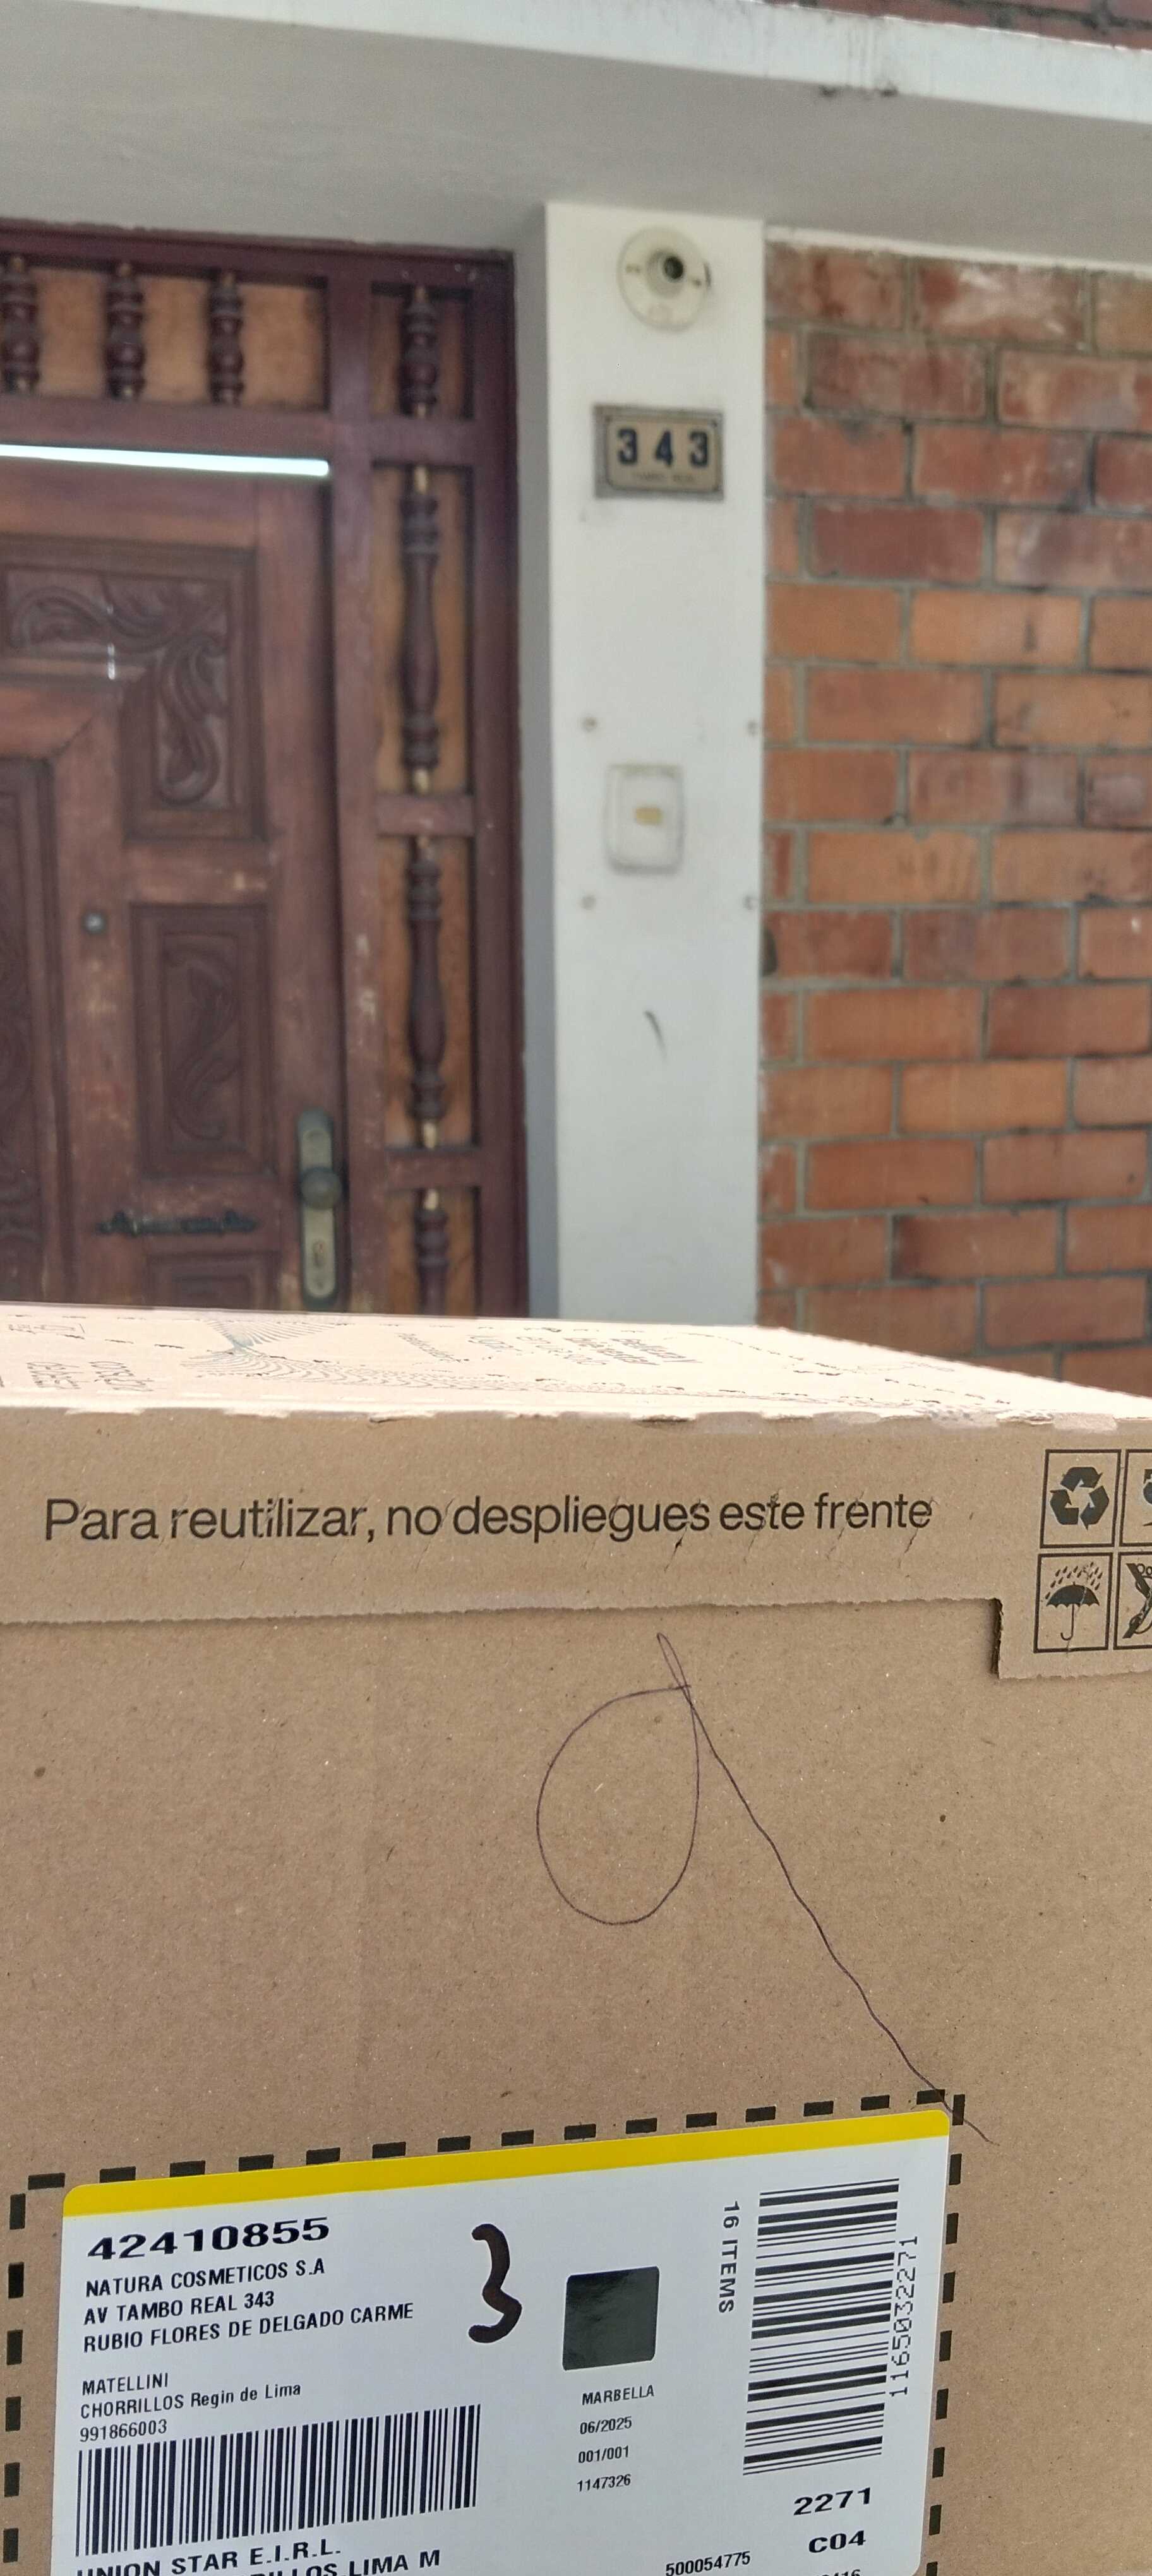 343
Para reutilizar, no despliegues este frente
42410855
NATURA COSMETICOS S.A
AV TAMBO REAL 343
RUBIO FLORES DE DELGADO CARME
MATELLINI
CHORRILLOS Regin de Lima
991866003
3
MARBELLA
06/2025
001/001
1147326
16 ITEMS
1165032271
2271
C04
UNION STAR E.I.R.L.
LIMA M
500054775